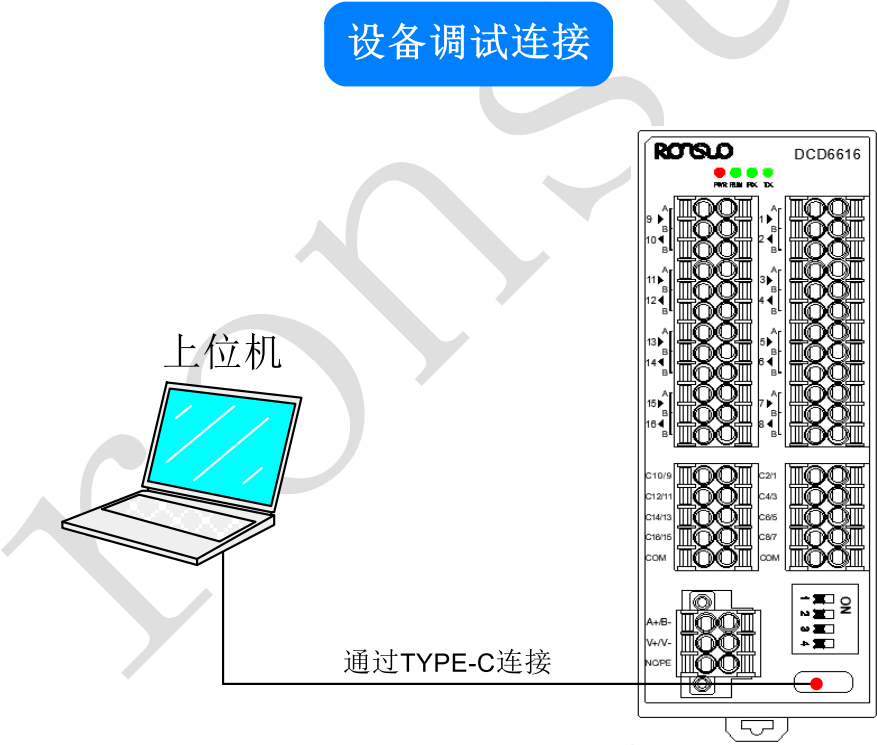 设备调试连接
RONSLO DCD6616
PWR RUN RX TX
9 A B
10 B
1 A B
2 B
11 A B
12 B
3 A B
4 B
13 A B
14 B
5 A B
6 B
15 A B
16 B
7 A B
8 B
C10/9 C2/1
C12/11 C4/3
C14/13 C6/5
C16/15 C8/7
COM COM
1 2 3 4 ON
A+/B-
V+/V-
NC/PE
上位机
通过TYPE-C连接
ronsl